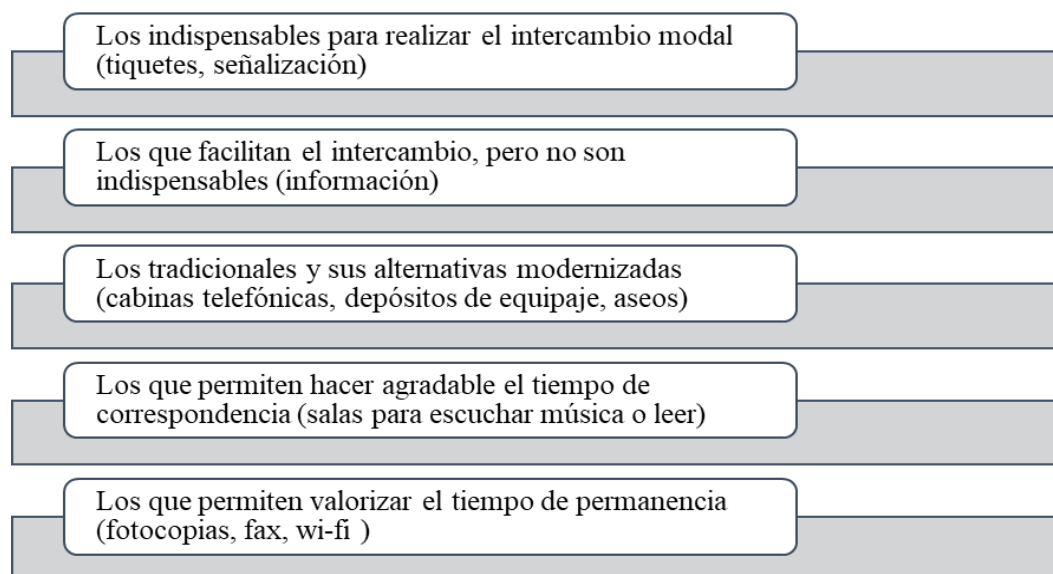 Los indispensables para realizar el intercambio modal
(tiquetes, señalización)
Los que facilitan el intercambio, pero no son
indispensables (información)
Los tradicionales y sus alternativas modernizadas
(cabinas telefónicas, depósitos de equipaje, aseos)
Los que permiten hacer agradable el tiempo de
correspondencia (salas para escuchar música o leer)
Los que permiten valorizar el tiempo de permanencia
(fotocopias, fax, wi-fi )